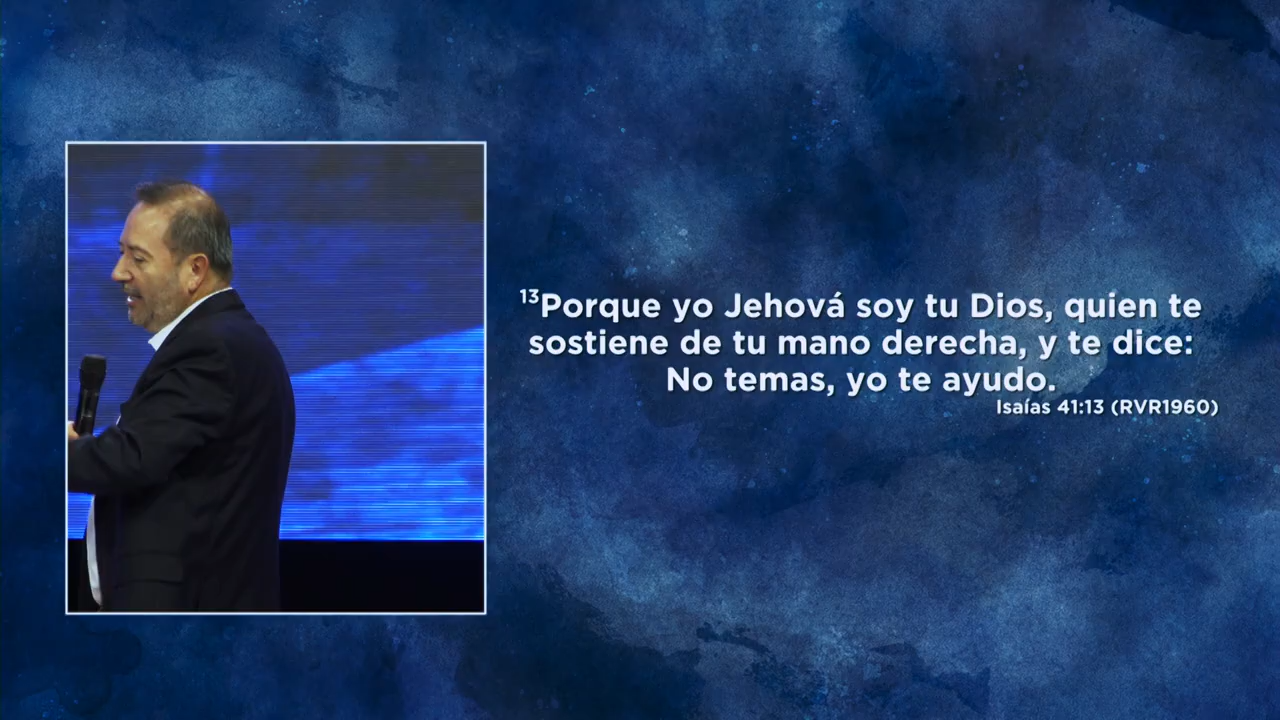 ¹³Porque yo Jehová soy tu Dios, quien te
sostiene de tu mano derecha, y te dice:
No temas, yo te ayudo.
Isaías 41:13 (RVR1960)